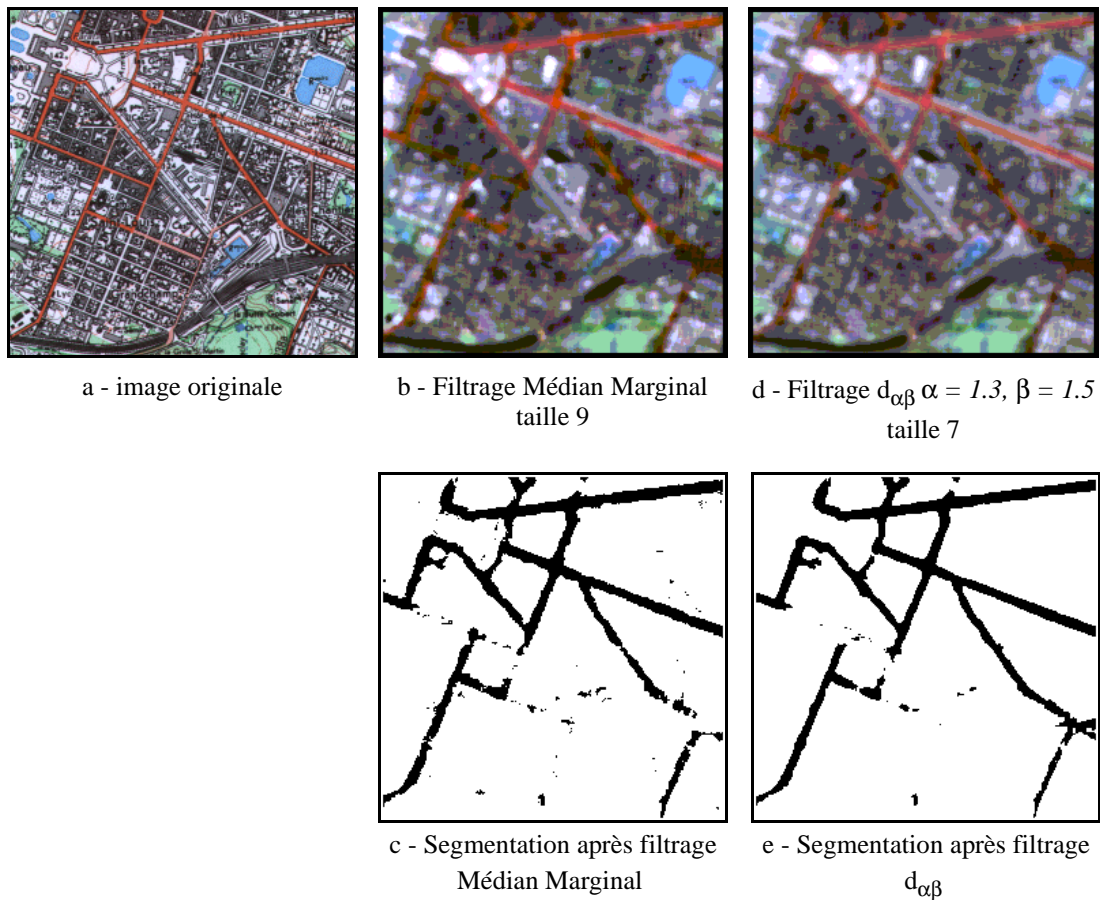 N 185
a - image originale
b - Filtrage Médian Marginal
taille 9
d - Filtrage dαβ α = 1.3, β = 1.5
taille 7
c - Segmentation après filtrage
Médian Marginal
e - Segmentation après filtrage
dαβ